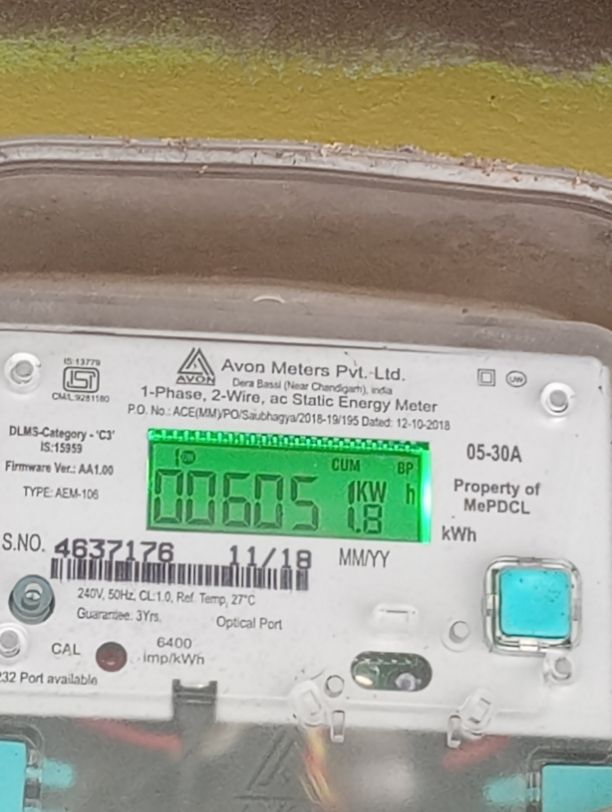 IS:13779
ISI
CM/L.9281180
AVON
Avon Meters Pvt. Ltd.
Dera Bassi (Near Chandigarh), india
1-Phase, 2-Wire, ac Static Energy Meter
P.O. No.: ACE(MM)/PO/Saubhagya/2018-19/195 Dated: 12-10-2018
DLMS-Category - 'C3'
IS:15959
Firmware Ver.: AA1.00
TYPE: AEM-106
CUM BP
00605 KW h
1.8
05-30A
Property of
MePDCL
kWh
S.NO. 4637176 11/18 MM/YY
240V, 50Hz, CL:1.0, Ref. Temp. 27°C
Guarantee: 3Yrs.
Optical Port
CAL
6400
imp/kWh
232 Port available